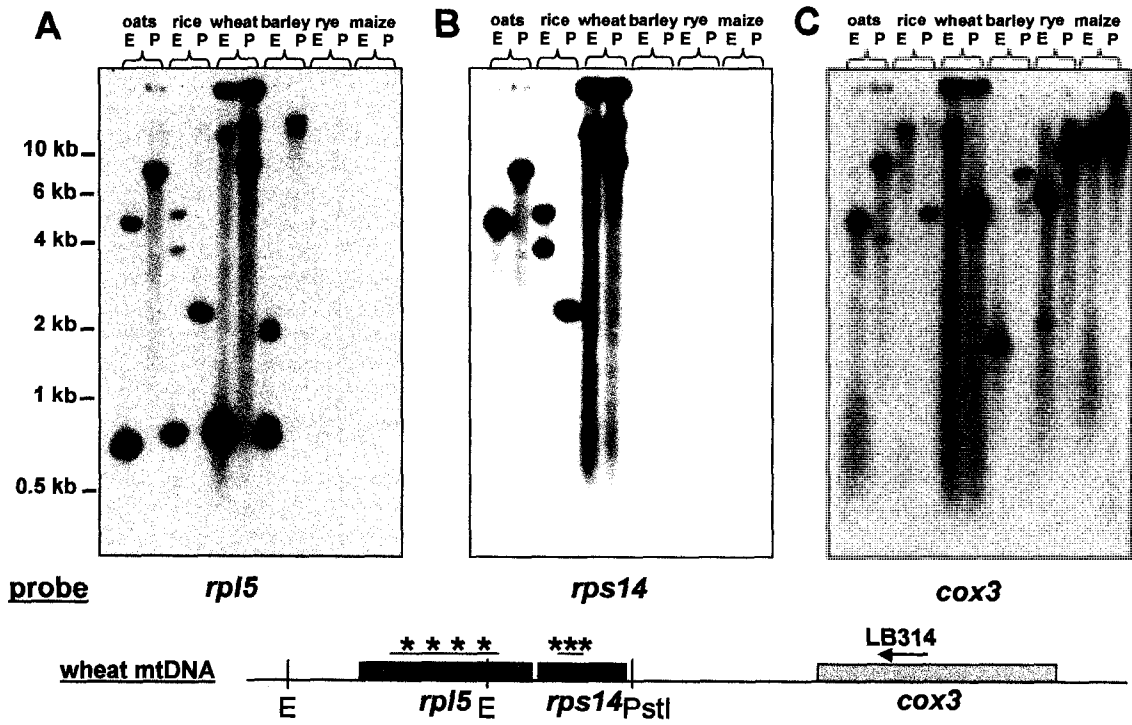 A B C
oats rice wheat barley rye maize
E P E P E P E P E P E P
oats rice wheat barley rye maize
E P E P E P E P E P E P
oats rice wheat barley rye maize
E P E P E P E P E P E P
10 kb
6 kb
4 kb
2 kb
1 kb
0.5 kb
probe rpl5 rps14 cox3
**** *** LB314
wheat mtDNA
E rpl5 E rps14 PstI cox3